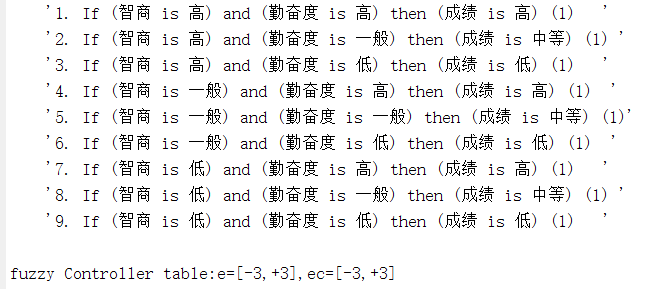 '1. If (智商 is 高) and (勤奋度 is 高) then (成绩 is 高) (1)   '
'2. If (智商 is 高) and (勤奋度 is 一般) then (成绩 is 中等) (1) '
'3. If (智商 is 高) and (勤奋度 is 低) then (成绩 is 低) (1)   '
'4. If (智商 is 一般) and (勤奋度 is 高) then (成绩 is 高) (1)  '
'5. If (智商 is 一般) and (勤奋度 is 一般) then (成绩 is 中等) (1)'
'6. If (智商 is 一般) and (勤奋度 is 低) then (成绩 is 低) (1)  '
'7. If (智商 is 低) and (勤奋度 is 高) then (成绩 is 高) (1)   '
'8. If (智商 is 低) and (勤奋度 is 一般) then (成绩 is 中等) (1) '
'9. If (智商 is 低) and (勤奋度 is 低) then (成绩 is 低) (1)   '
fuzzy Controller table:e=[-3,+3],ec=[-3,+3]